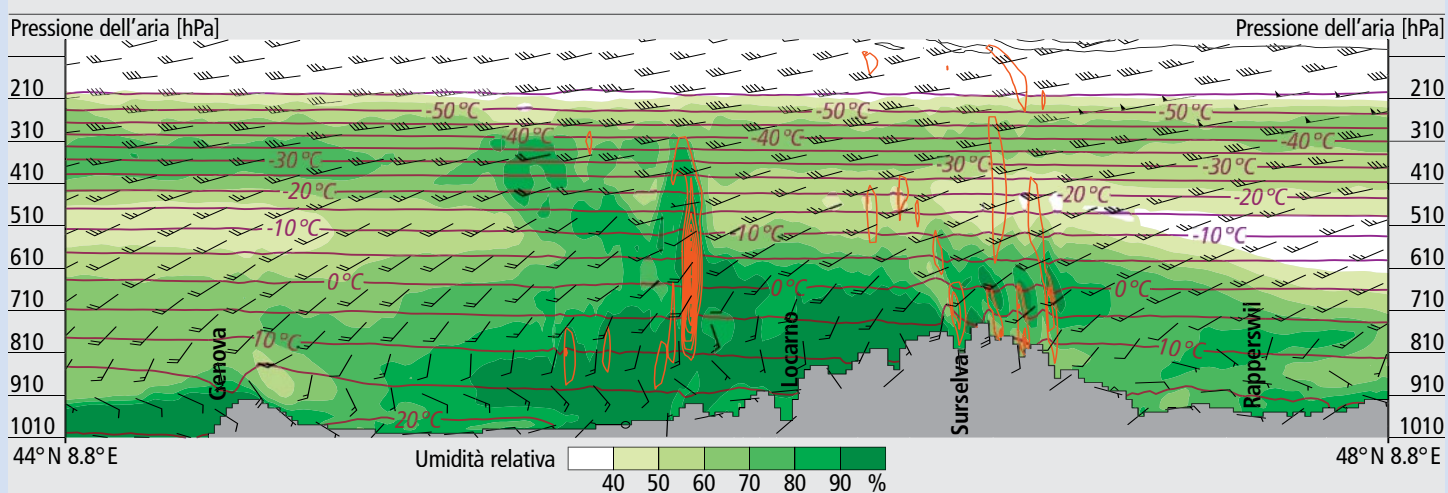 Pressione dell'aria [hPa] Pressione dell'aria [hPa]
210 210
-50°C -50°C -50°C
310 310
-40°C -40°C -40°C
-30°C -30°C -30°C
410 410
-20°C -20°C -20°C
510 510
-10°C -10°C -10°C
610 610
0°C 0°C 0°C
710 710
Genova Locarno Surselva Rapperswil
810 10°C 10°C 810
910 910
20°C
1010 1010
44°N 8.8°E 48°N 8.8°E
Umidità relativa
40 50 60 70 80 90 %